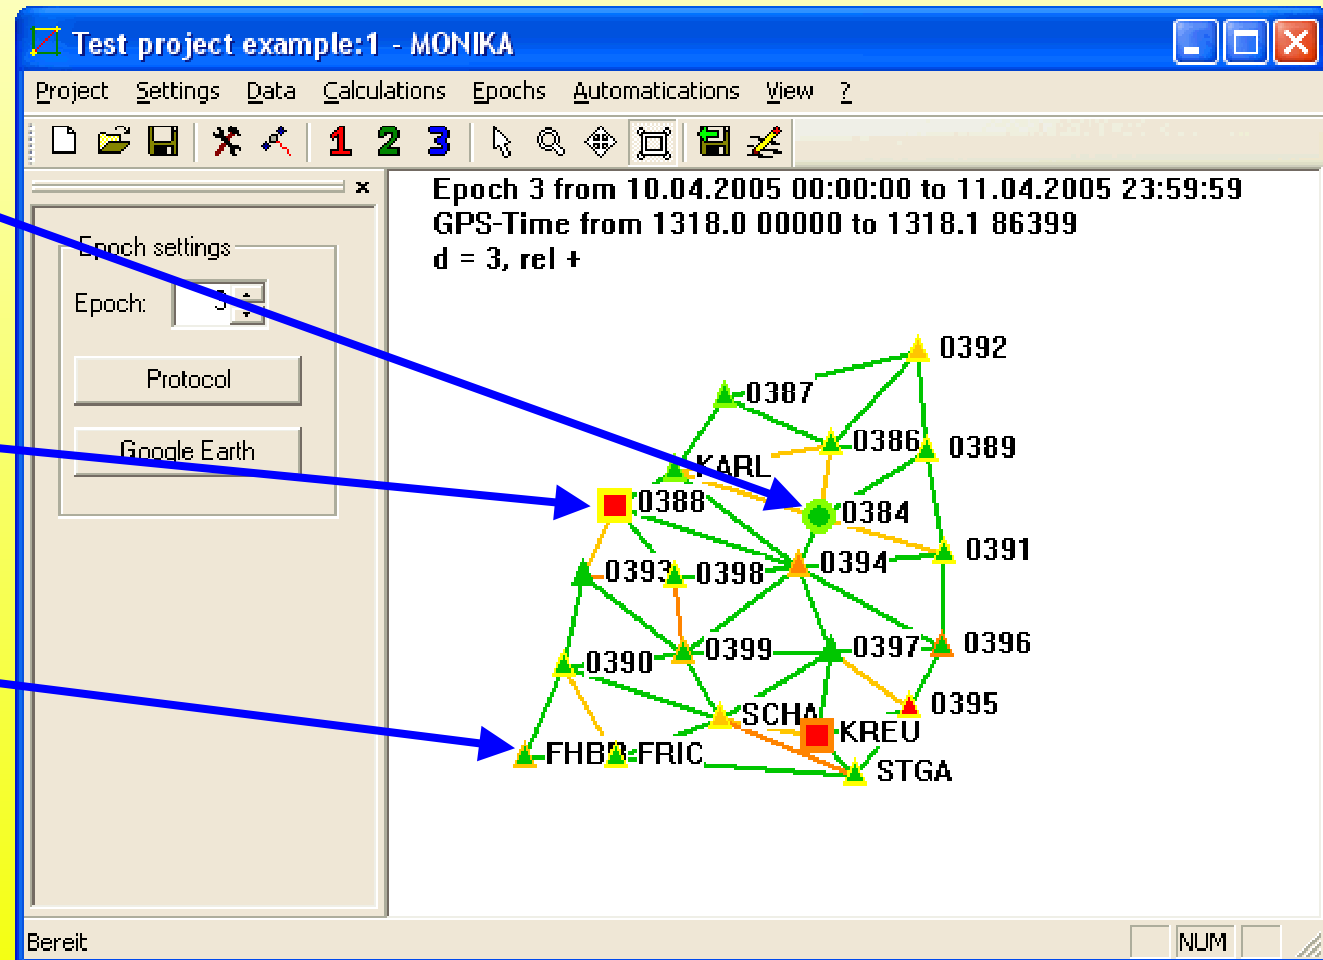 Test project example:1 - MONIKA
Project Settings Data Calculations Epochs Automatications View ?
1 2 3
Epoch 3 from 10.04.2005 00:00:00 to 11.04.2005 23:59:59
GPS-Time from 1318.0 00000 to 1318.1 86399
d = 3, rel +
Epoch settings
Epoch: 3
Protocol
Google Earth
0392
0387
0386
0389
KARL
0388
0384
0391
0393
0398
0394
0390
0399
0397
0396
SCHA
0395
KREU
FHBB
FRIC
STGA
Bereit
NUM